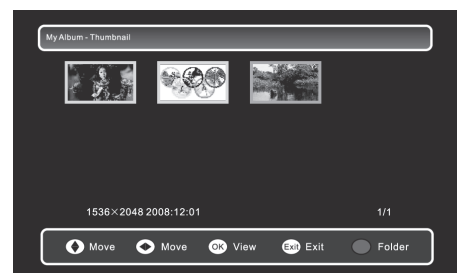 My Album - Thumbnail
1536×2048 2008:12:01 1/1
Move Move OK View Exit Exit Folder